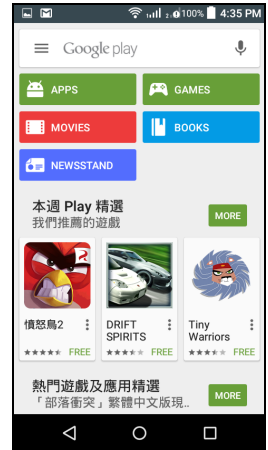 100% 4:35 PM
Google play
APPS
GAMES
MOVIES
BOOKS
NEWSSTAND
本週 Play 精選
我們推薦的遊戲
MORE
憤怒鳥2
FREE
DRIFT
SPIRITS
FREE
Tiny
Warriors
FREE
熱門遊戲及應用精選
「部落衝突」繁體中文版現..
MORE